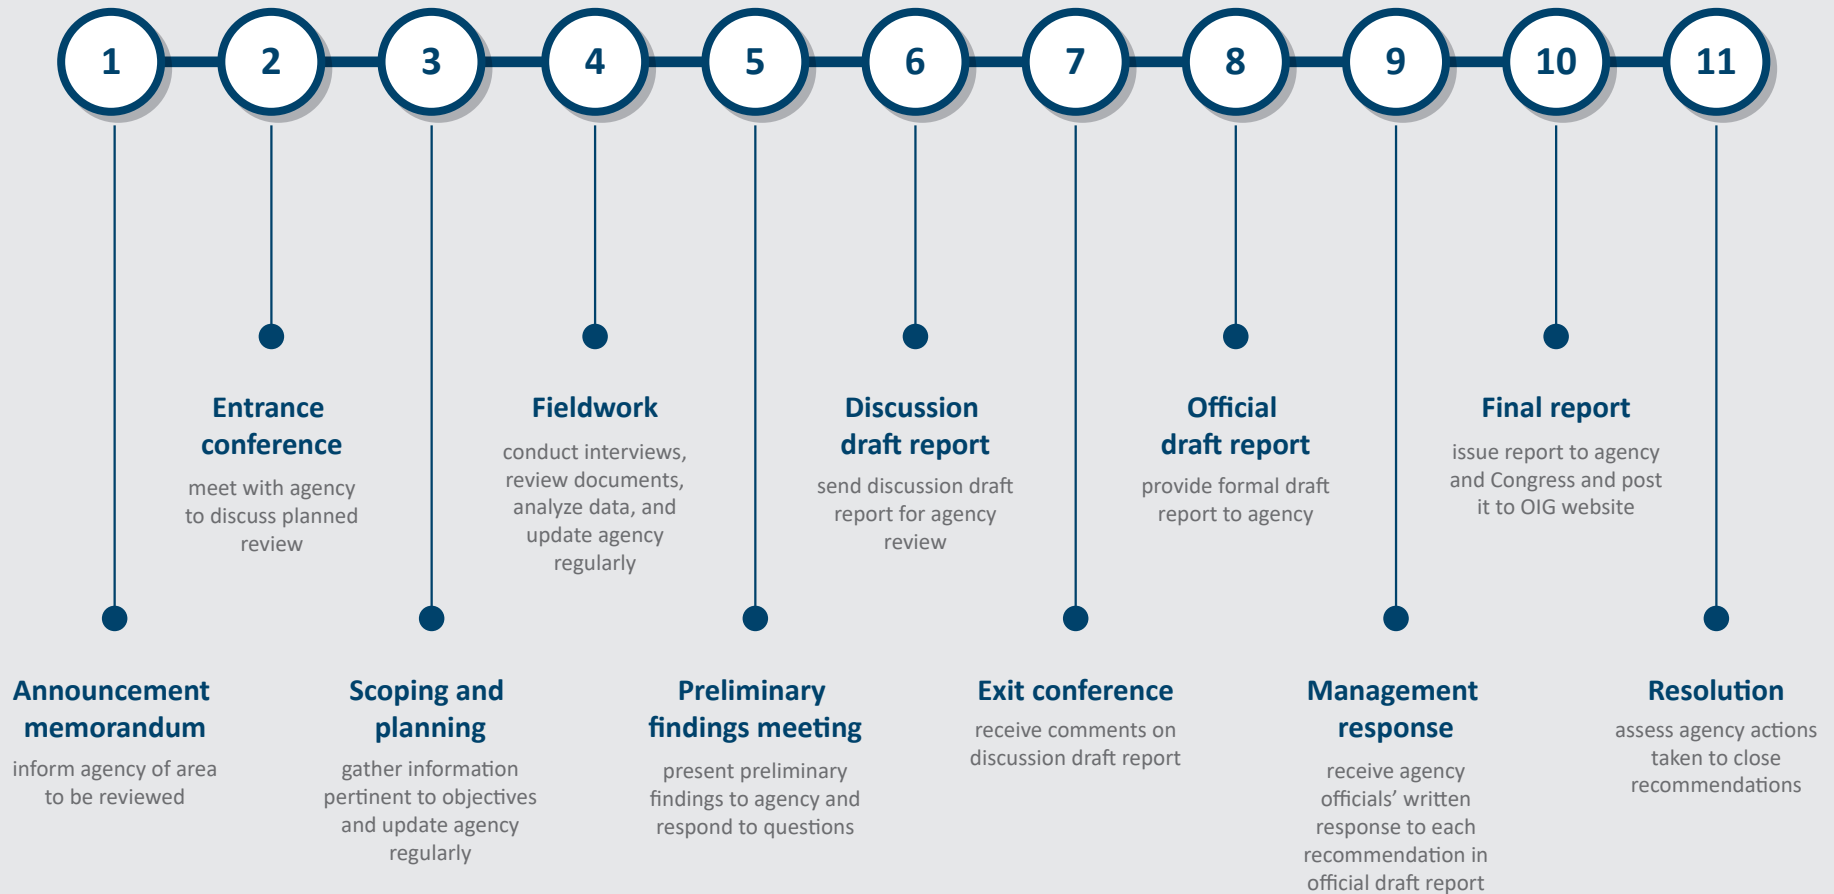 1
2
3
4
5
6
7
8
9
10
11
Entrance
conference
meet with agency
to discuss planned
review
Fieldwork
conduct interviews,
review documents,
analyze data, and
update agency
regularly
Discussion
draft report
send discussion draft
report for agency
review
Official
draft report
provide formal draft
report to agency
Final report
issue report to agency
and Congress and post
it to OIG website
Announcement
memorandum
inform agency of area
to be reviewed
Scoping and
planning
gather information
pertinent to objectives
and update agency
regularly
Preliminary
findings meeting
present preliminary
findings to agency and
respond to questions
Exit conference
receive comments on
discussion draft report
Management
response
receive agency
officials’ written
response to each
recommendation in
official draft report
Resolution
assess agency actions
taken to close
recommendations